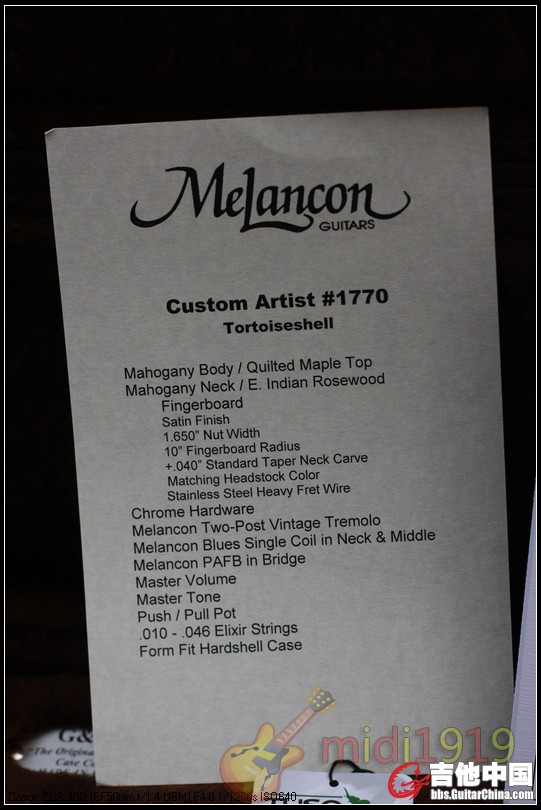 Melancon
GUITARS
Custom Artist #1770
Tortoiseshell
Mahogany Body / Quilted Maple Top
Mahogany Neck / E. Indian Rosewood
Fingerboard
Satin Finish
1.650" Nut Width
10" Fingerboard Radius
+.040" Standard Taper Neck Carve
Matching Headstock Color
Stainless Steel Heavy Fret Wire
Chrome Hardware
Melancon Two-Post Vintage Tremolo
Melancon Blues Single Coil in Neck & Middle
Melancon PAFB in Bridge
Master Volume
Master Tone
Push / Pull Pot
.010 - .046 Elixir Strings
Form Fit Hardshell Case
G&
"The Original
Case Co
midi1919
吉他中国
bbs.GuitarChina.com